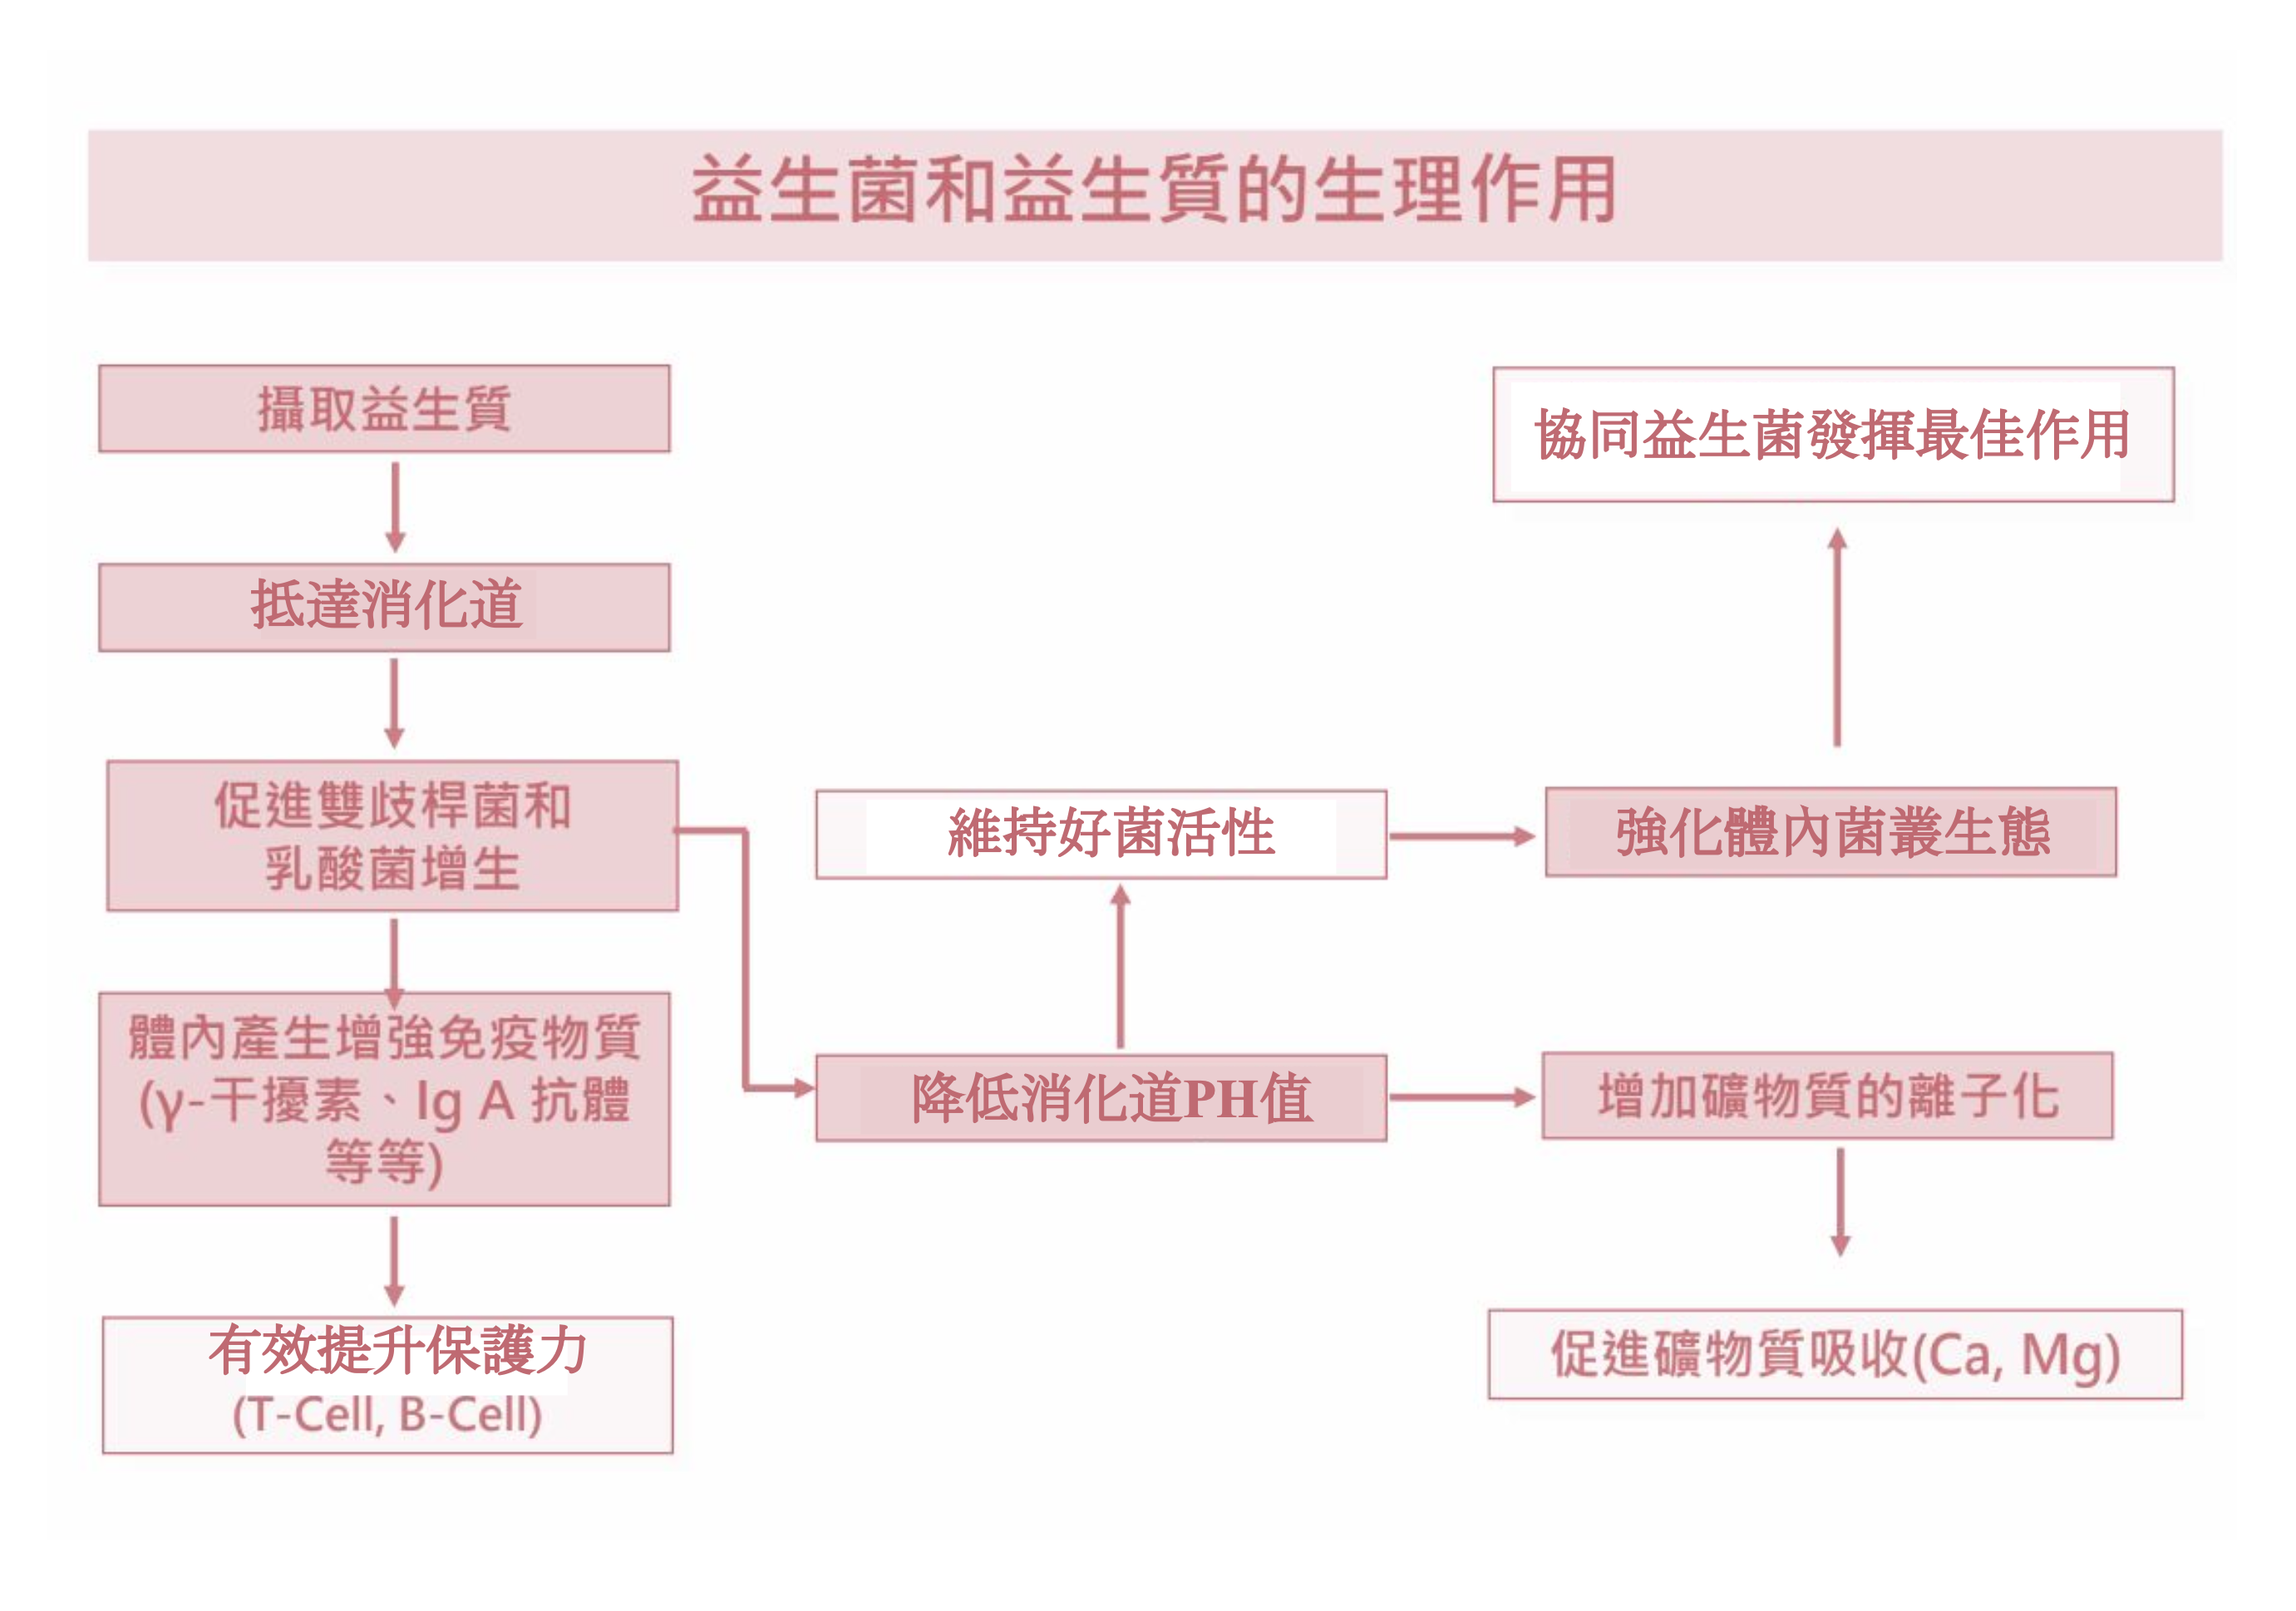 益生菌和益生質的生理作用
攝取益生質
抵達消化道
促進雙歧桿菌和
乳酸菌增生
體內產生增強免疫物質
(γ-干擾素、Ig A 抗體
等等)
有效提升保護力
(T-Cell, B-Cell)
維持好菌活性
降低消化道PH值
協同益生菌發揮最佳作用
強化體內菌叢生態
增加礦物質的離子化
促進礦物質吸收(Ca, Mg)